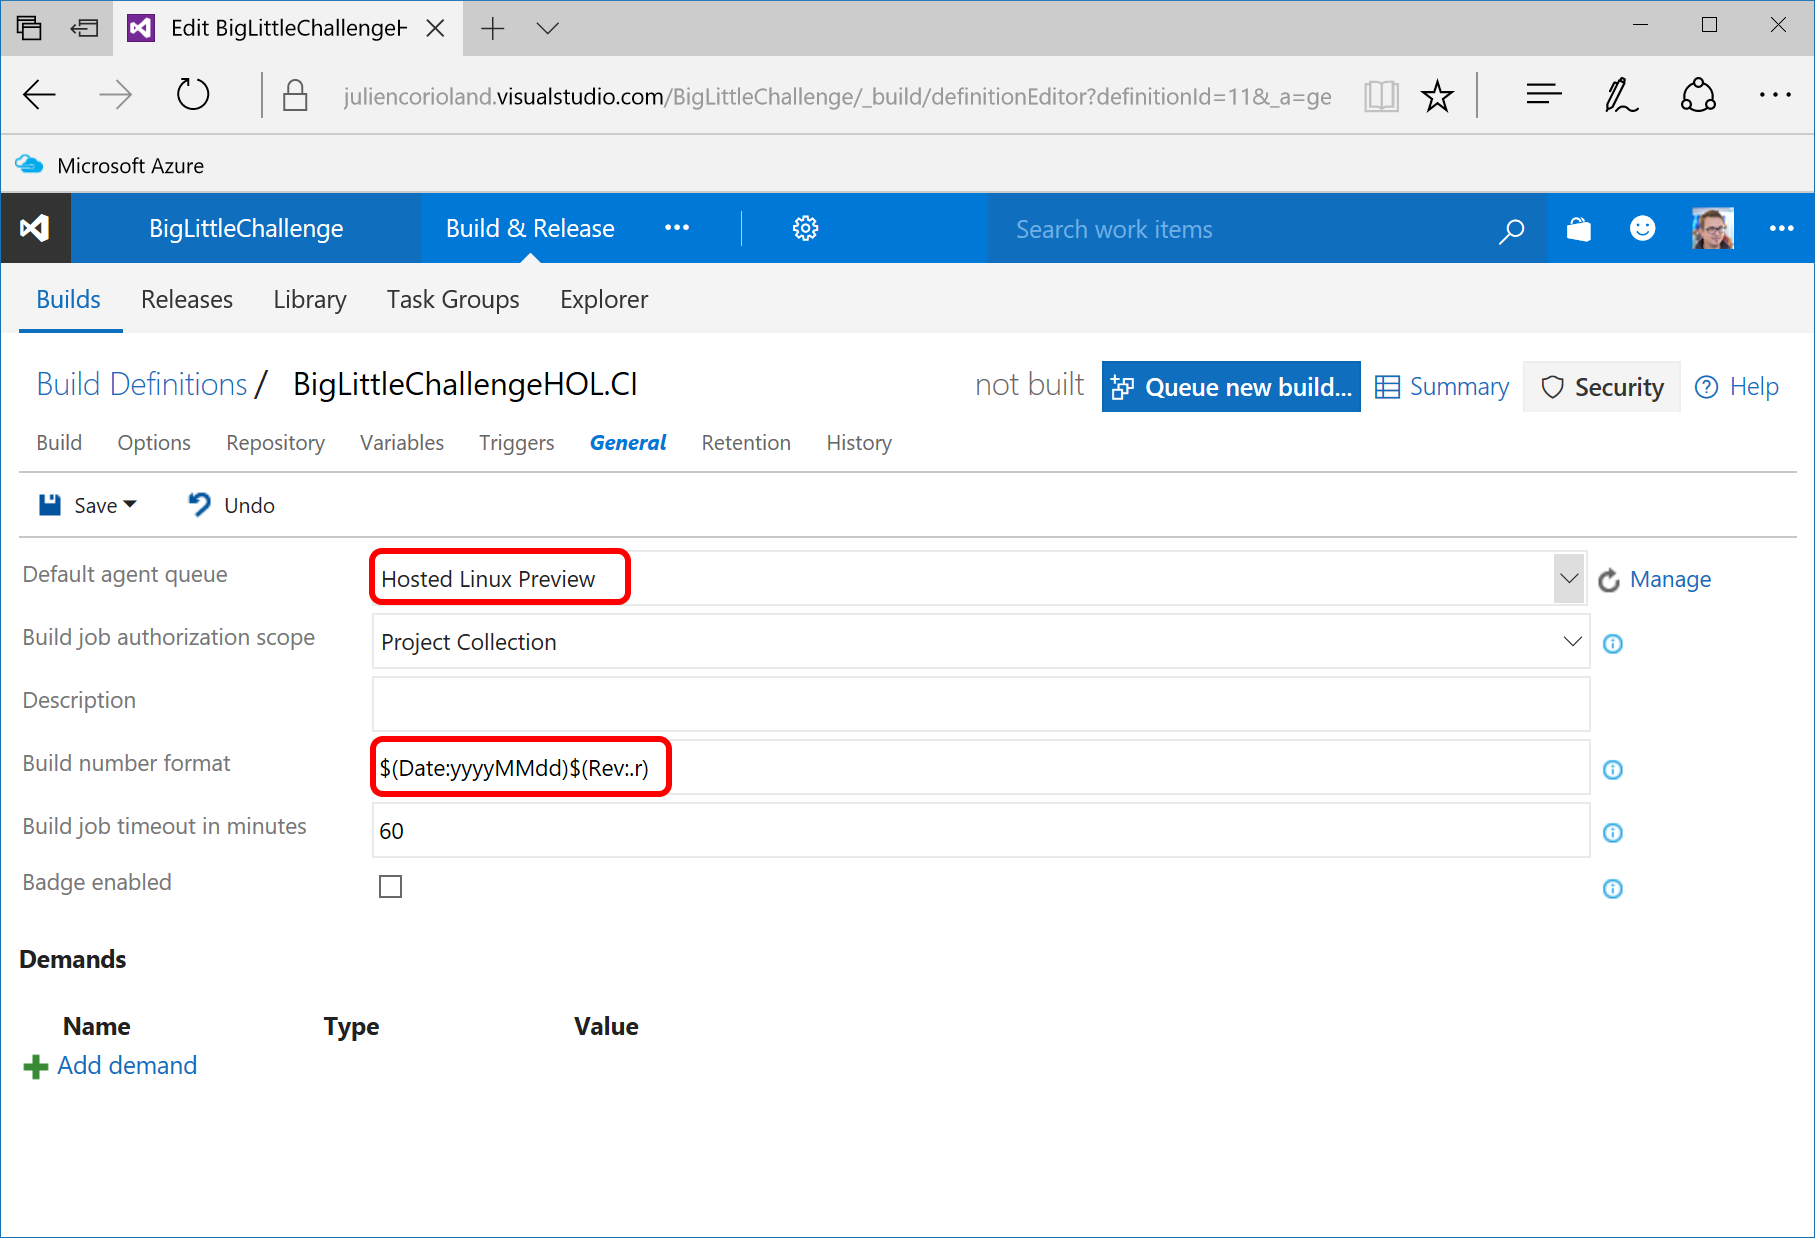 Edit BigLittleChallengeH
juliencorioland.visualstudio.com/BigLittleChallenge/_build/definitionEditor?definitionId=11&_a=ge
Microsoft Azure
BigLittleChallenge Build & Release ••• Search work items •••
Builds Releases Library Task Groups Explorer
Build Definitions / BigLittleChallengeHOL.CI not built Queue new build... Summary Security Help
Build Options Repository Variables Triggers General Retention History
Save Undo
Default agent queue Hosted Linux Preview Manage
Build job authorization scope Project Collection
Description
Build number format $(Date:yyyyMMdd)$(Rev:.r)
Build job timeout in minutes 60
Badge enabled
Demands
Name Type Value
Add demand